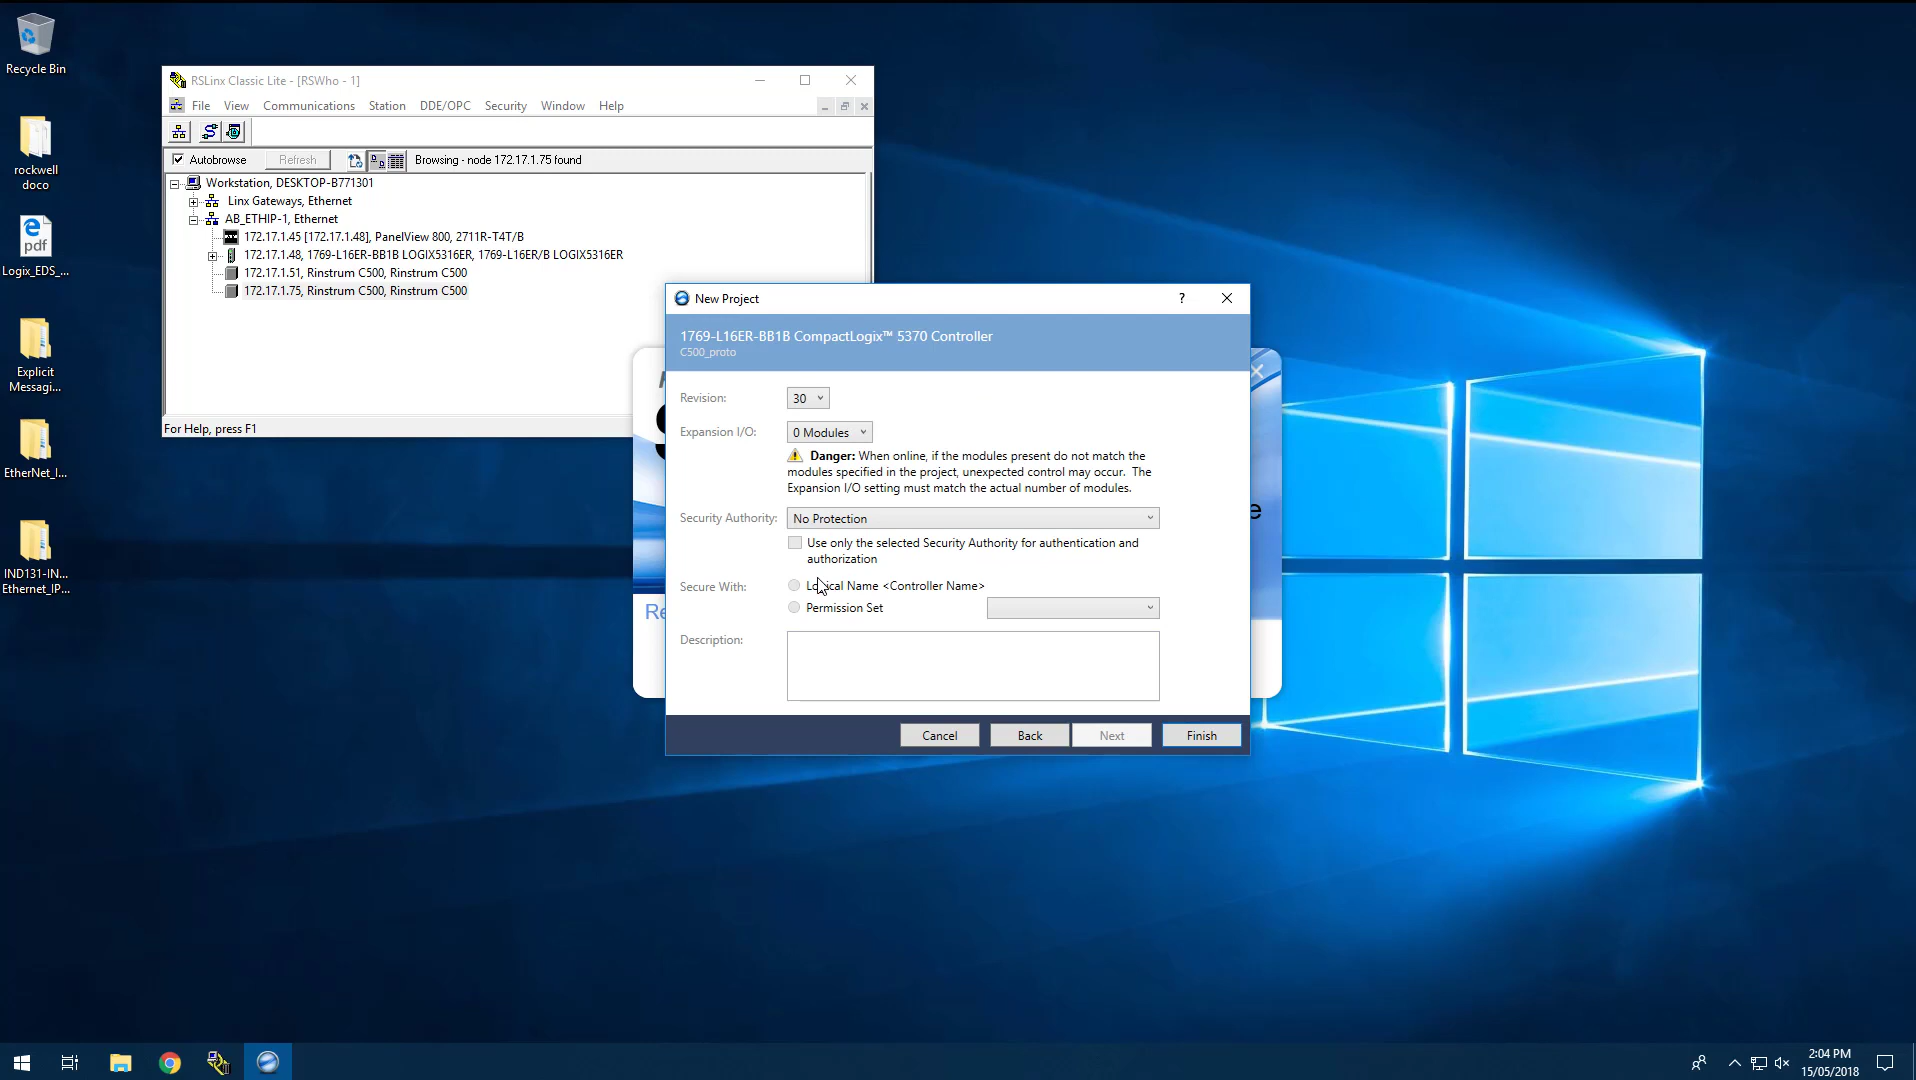 Recycle Bin
rockwell
doco
Logix_EDS_...
Explicit
Messagi...
EtherNet_I...
IND131-IN...
Ethernet_IP...
RSLinx Classic Lite - [RSWho - 1]
File View Communications Station DDE/OPC Security Window Help
Autobrowse Refresh Browsing - node 172.17.1.75 found
Workstation, DESKTOP-B771301
Linx Gateways, Ethernet
AB_ETHIP-1, Ethernet
172.17.1.45 [172.17.1.48], PanelView 800, 2711R-T4T/B
172.17.1.48, 1769-L16ER-BB1B LOGIX5316ER, 1769-L16ER/B LOGIX5316ER
172.17.1.51, Rinstrum C500, Rinstrum C500
172.17.1.75, Rinstrum C500, Rinstrum C500
For Help, press F1
New Project
1769-L16ER-BB1B CompactLogix™ 5370 Controller
C500_proto
Revision: 30
Expansion I/O: 0 Modules
Danger: When online, if the modules present do not match the
modules specified in the project, unexpected control may occur. The
Expansion I/O setting must match the actual number of modules.
Security Authority: No Protection
Use only the selected Security Authority for authentication and
authorization
Secure With: Logical Name <Controller Name>
Permission Set
Description:
Cancel Back Next Finish
Re
e
pdf
2:04 PM
15/05/2018